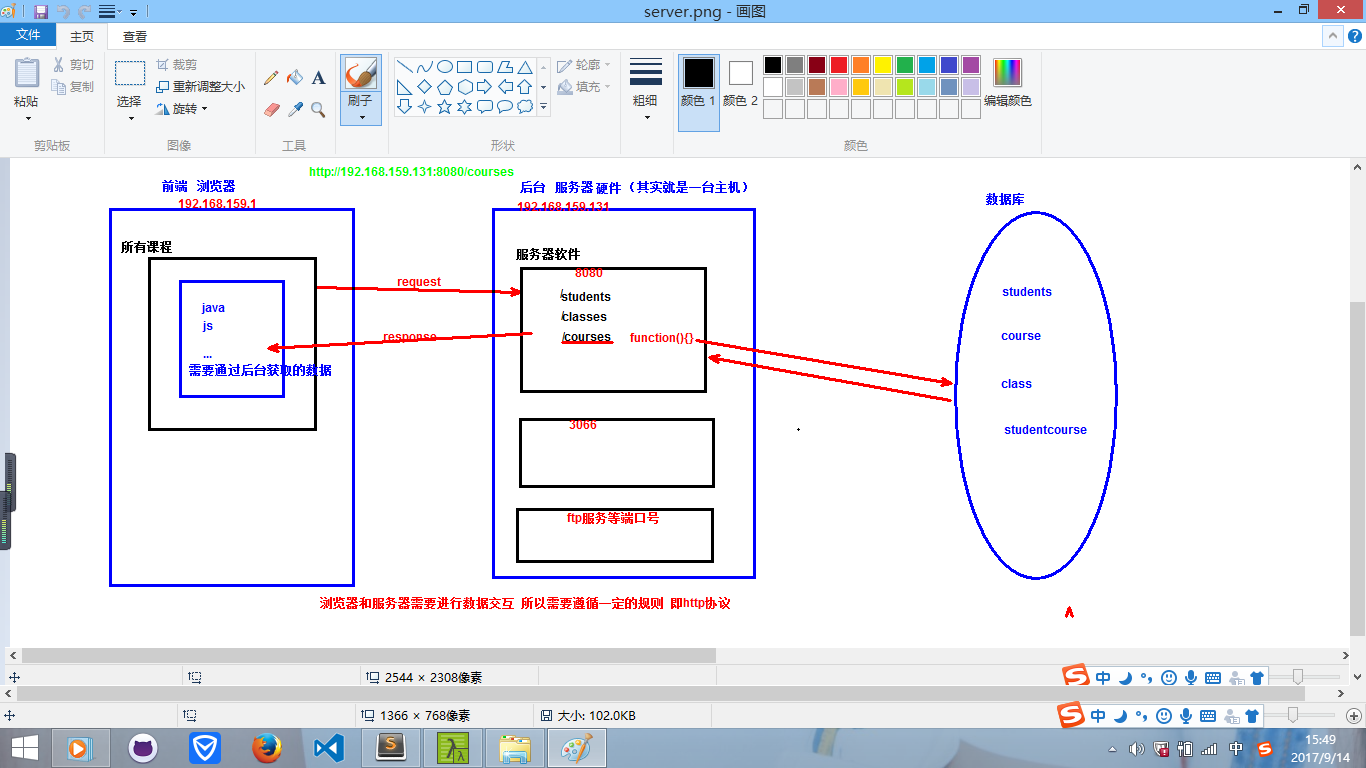 server.png - 画图
文件 主页 查看
粘贴 剪切 复制
选择 裁剪 重新调整大小 旋转
A
刷子
轮廓 填充
粗细
颜色 1 颜色 2
编辑颜色
剪贴板 图像 工具 形状 颜色
http://192.168.159.131:8080/courses
前端 浏览器
192.168.159.1
所有课程
java
js
...
需要通过后台获取的数据
request
response
后台 服务器 硬件（其实就是一台主机）
192.168.159.131
服务器软件
8080
/students
/classes
/courses function(){}
3066
ftp服务等端口号
数据库
students
course
class
studentcourse
浏览器和服务器需要进行数据交互 所以需要遵循一定的规则 即http协议
2544 × 2308像素
中
1366 × 768像素 大小: 102.0KB
中
中
15:49
2017/9/14